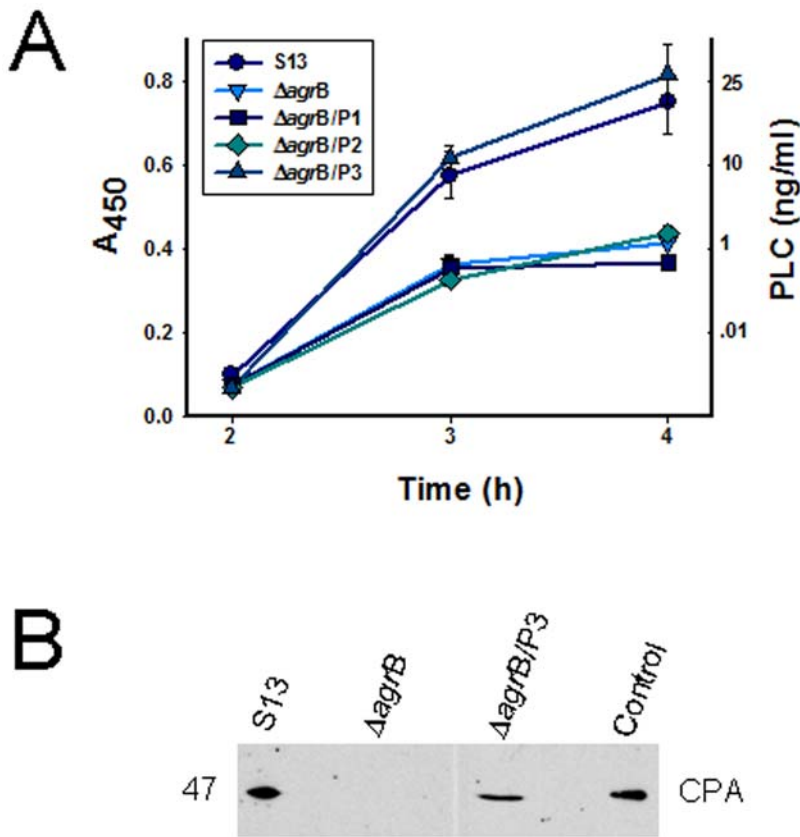 A
S13
ΔagrB
ΔagrB/P1
ΔagrB/P2
ΔagrB/P3
0.8
0.6
0.4
0.2
0.0
A450
25
10
1
.01
PLC (ng/ml)
2 3 4
Time (h)
B
S13 ΔagrB ΔagrB/P3 Control
47 CPA